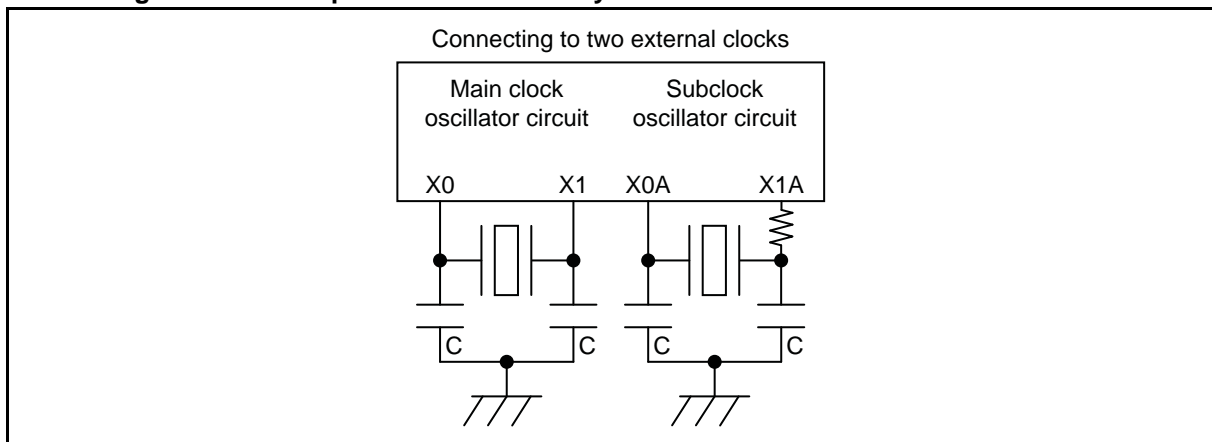 Connecting to two external clocks
Main clock
oscillator circuit
Subclock
oscillator circuit
X0 X1 X0A X1A
C C C C